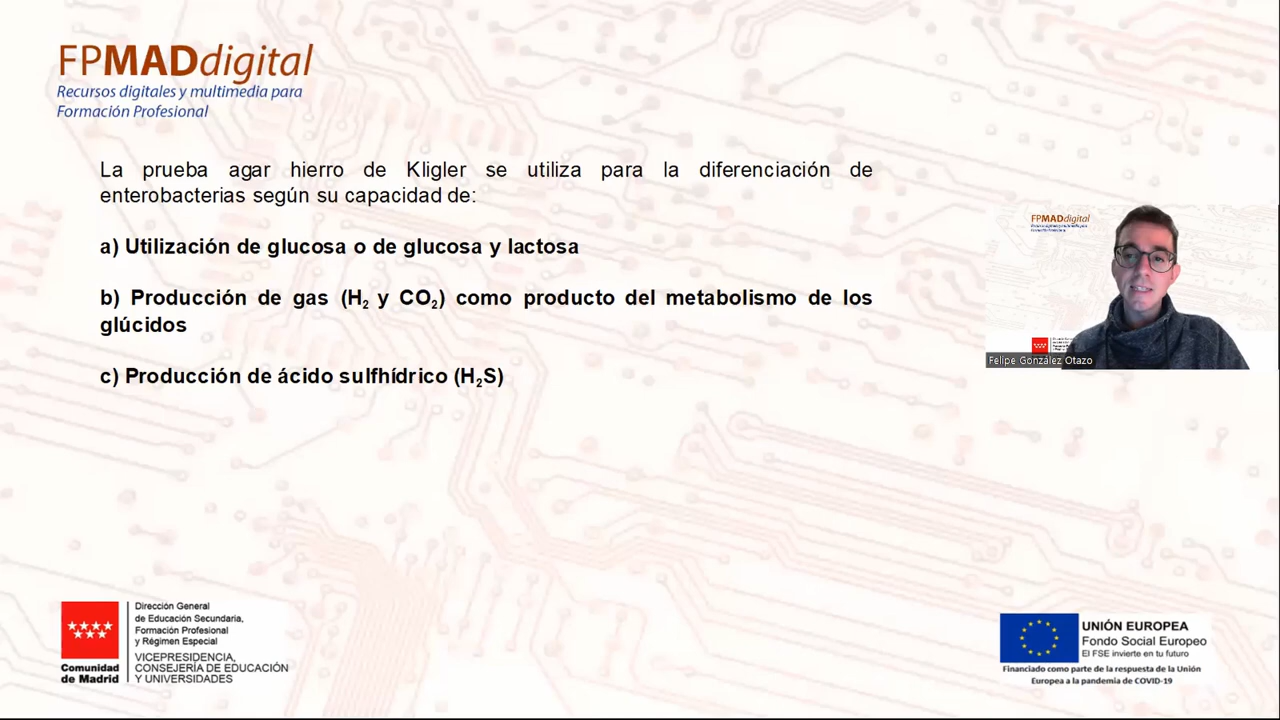 FPMADdigital
Recursos digitales y multimedia para
Formación Profesional
La prueba agar hierro de Kligler se utiliza para la diferenciación de
enterobacterias según su capacidad de:
a) Utilización de glucosa o de glucosa y lactosa
b) Producción de gas (H₂ y CO₂) como producto del metabolismo de los
glúcidos
c) Producción de ácido sulfhídrico (H₂S)
FPMADdigital
Felipe González Otazo
Comunidad
de Madrid
Dirección General
de Educación Secundaria,
Formación Profesional
y Régimen Especial
VICEPRESIDENCIA,
CONSEJERÍA DE EDUCACIÓN
Y UNIVERSIDADES
UNIÓN EUROPEA
Fondo Social Europeo
El FSE invierte en tu futuro
Financiado como parte de la respuesta de la Unión
Europea a la pandemia de COVID-19